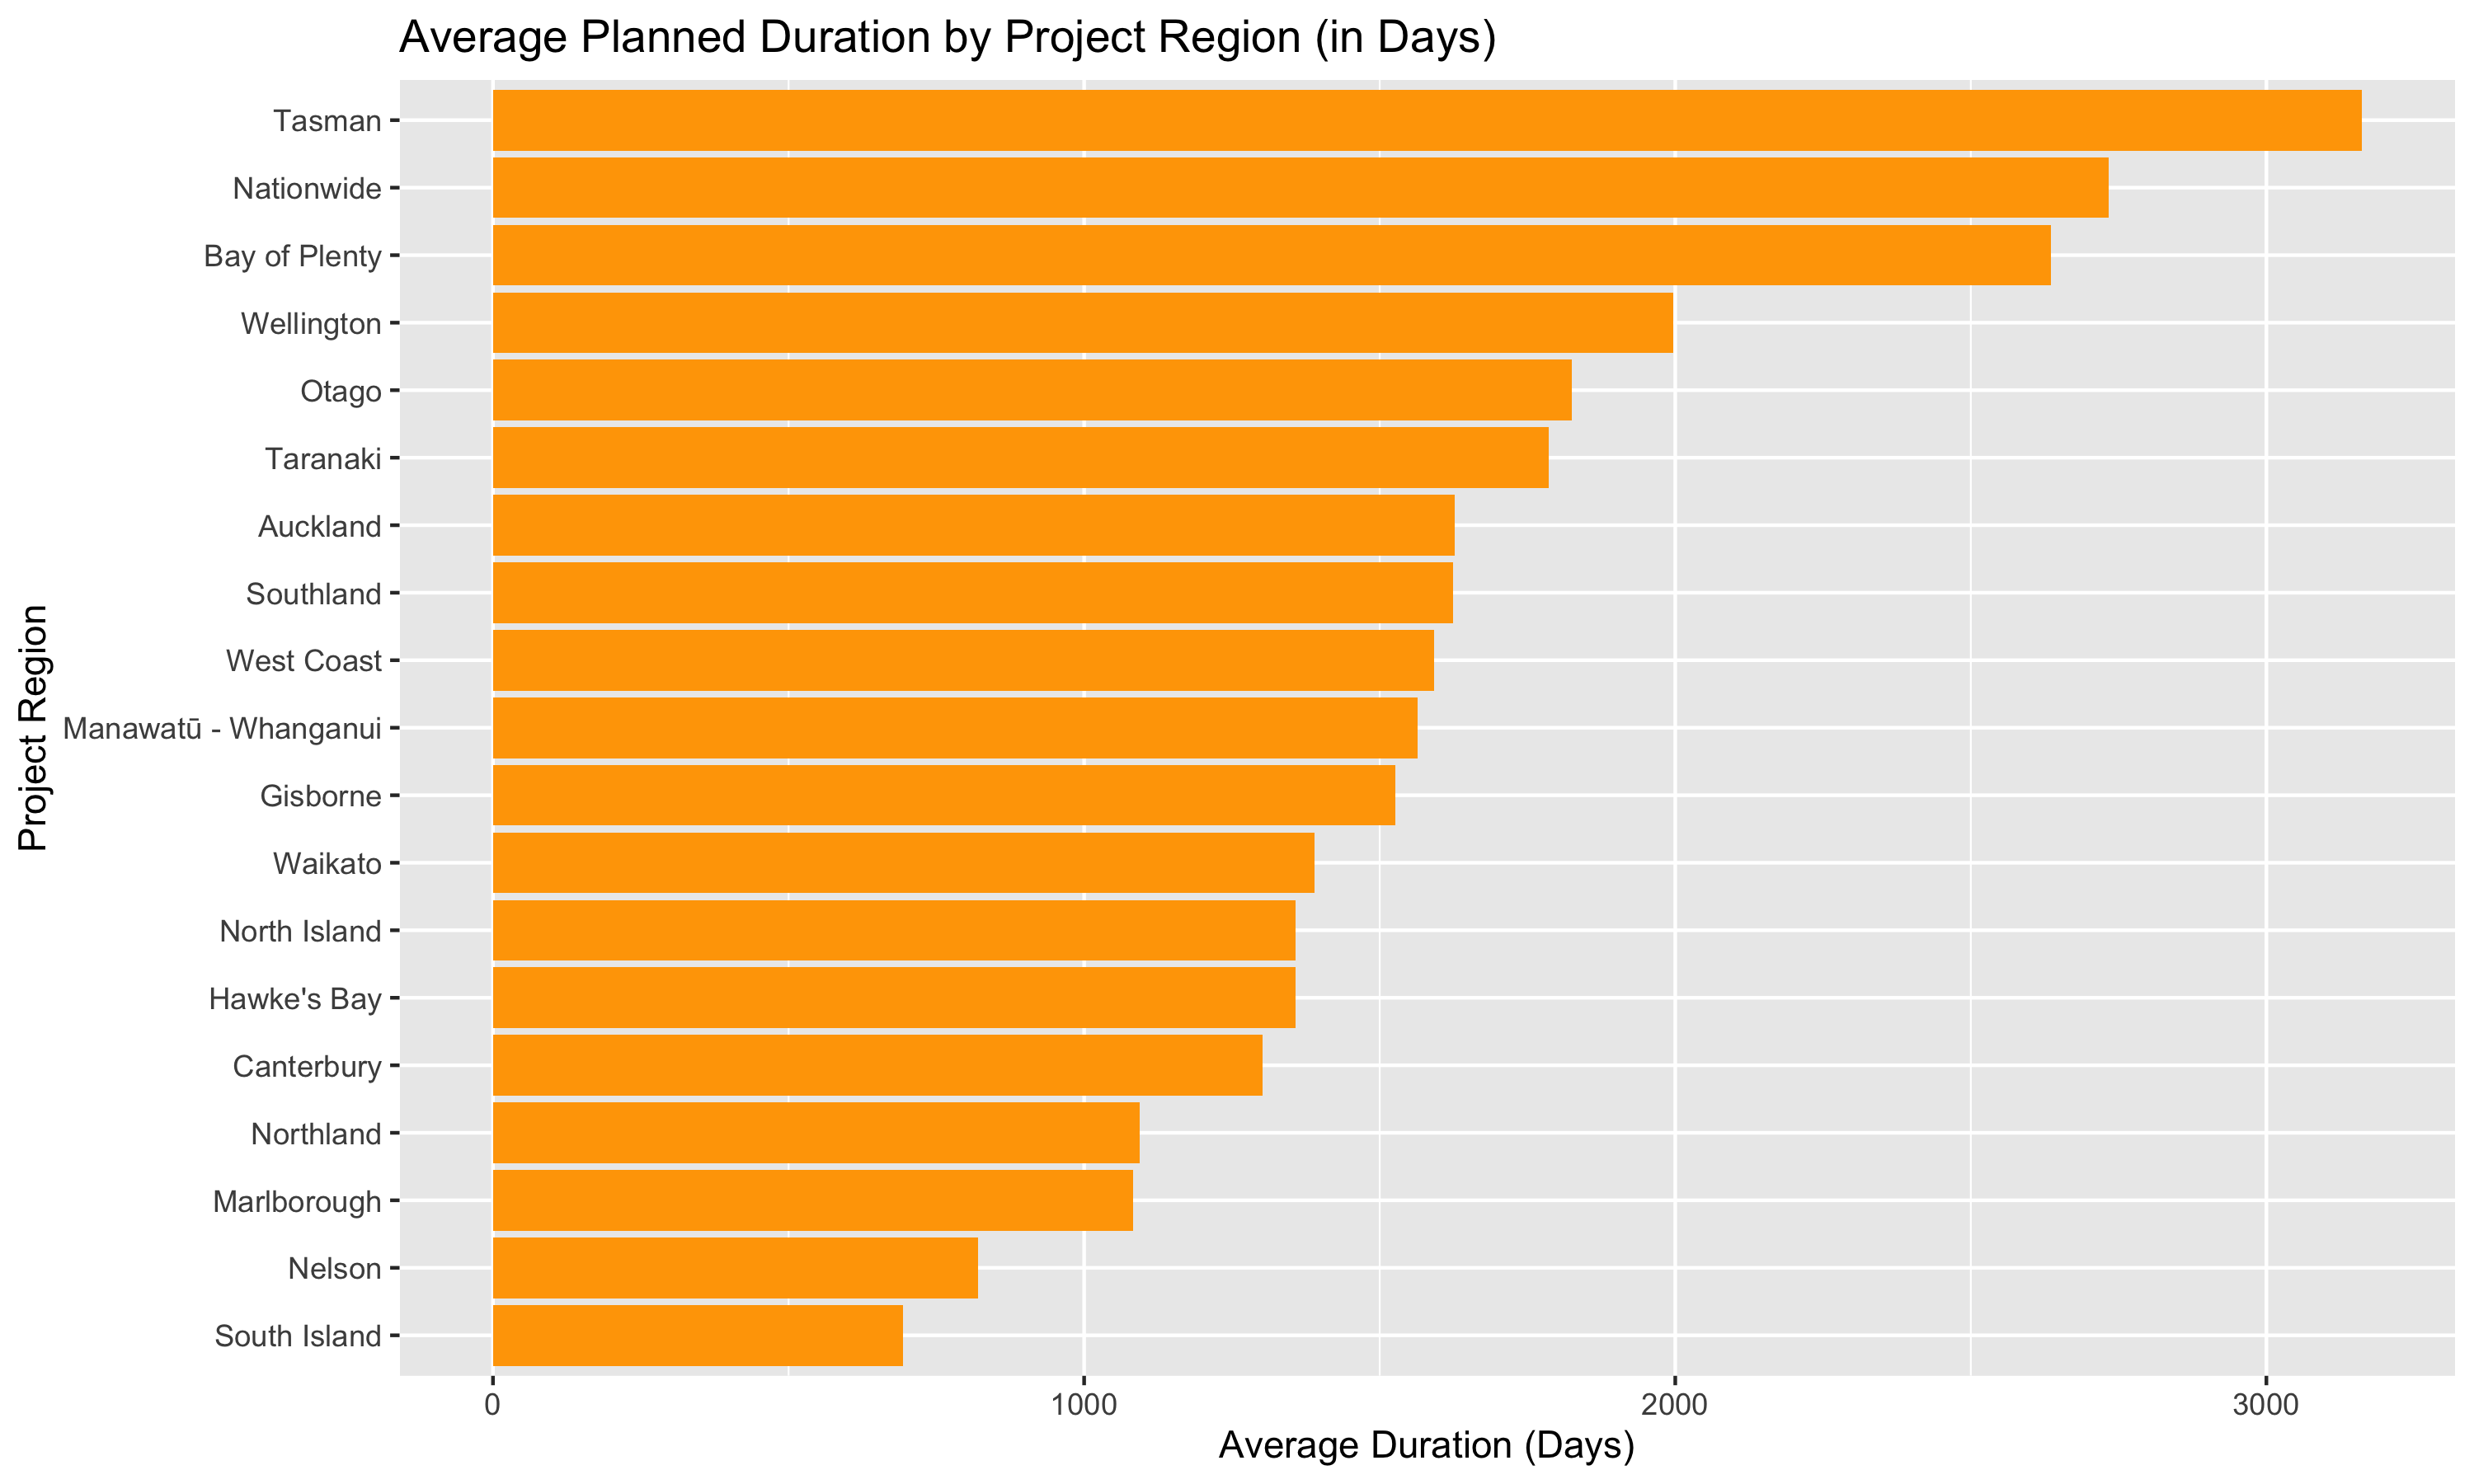 Average Planned Duration by Project Region (in Days)
Project Region
Tasman
Nationwide
Bay of Plenty
Wellington
Otago
Taranaki
Auckland
Southland
West Coast
Manawatū - Whanganui
Gisborne
Waikato
North Island
Hawke's Bay
Canterbury
Northland
Marlborough
Nelson
South Island
0 1000 2000 3000
Average Duration (Days)